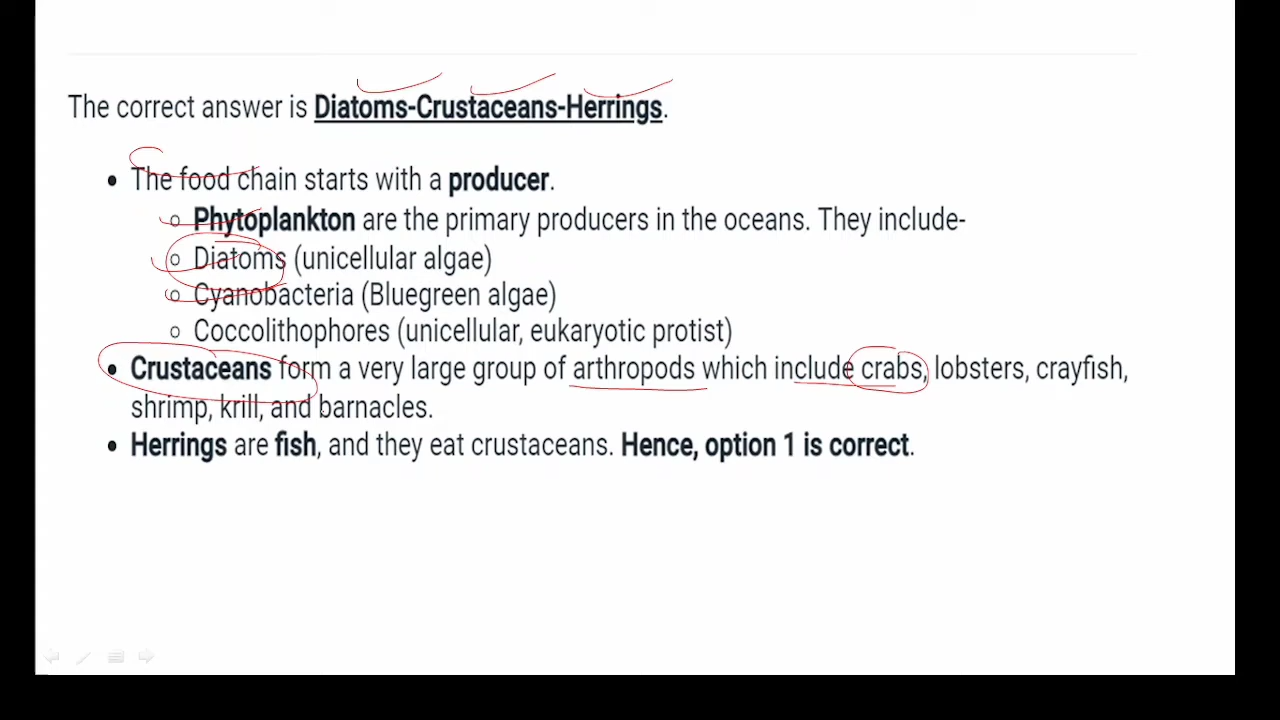 The correct answer is Diatoms-Crustaceans-Herrings.
• The food chain starts with a producer.
○ Phytoplankton are the primary producers in the oceans. They include-
○ Diatoms (unicellular algae)
○ Cyanobacteria (Bluegreen algae)
○ Coccolithophores (unicellular, eukaryotic protist)
• Crustaceans form a very large group of arthropods which include crabs, lobsters, crayfish,
shrimp, krill, and barnacles.
• Herrings are fish, and they eat crustaceans. Hence, option 1 is correct.